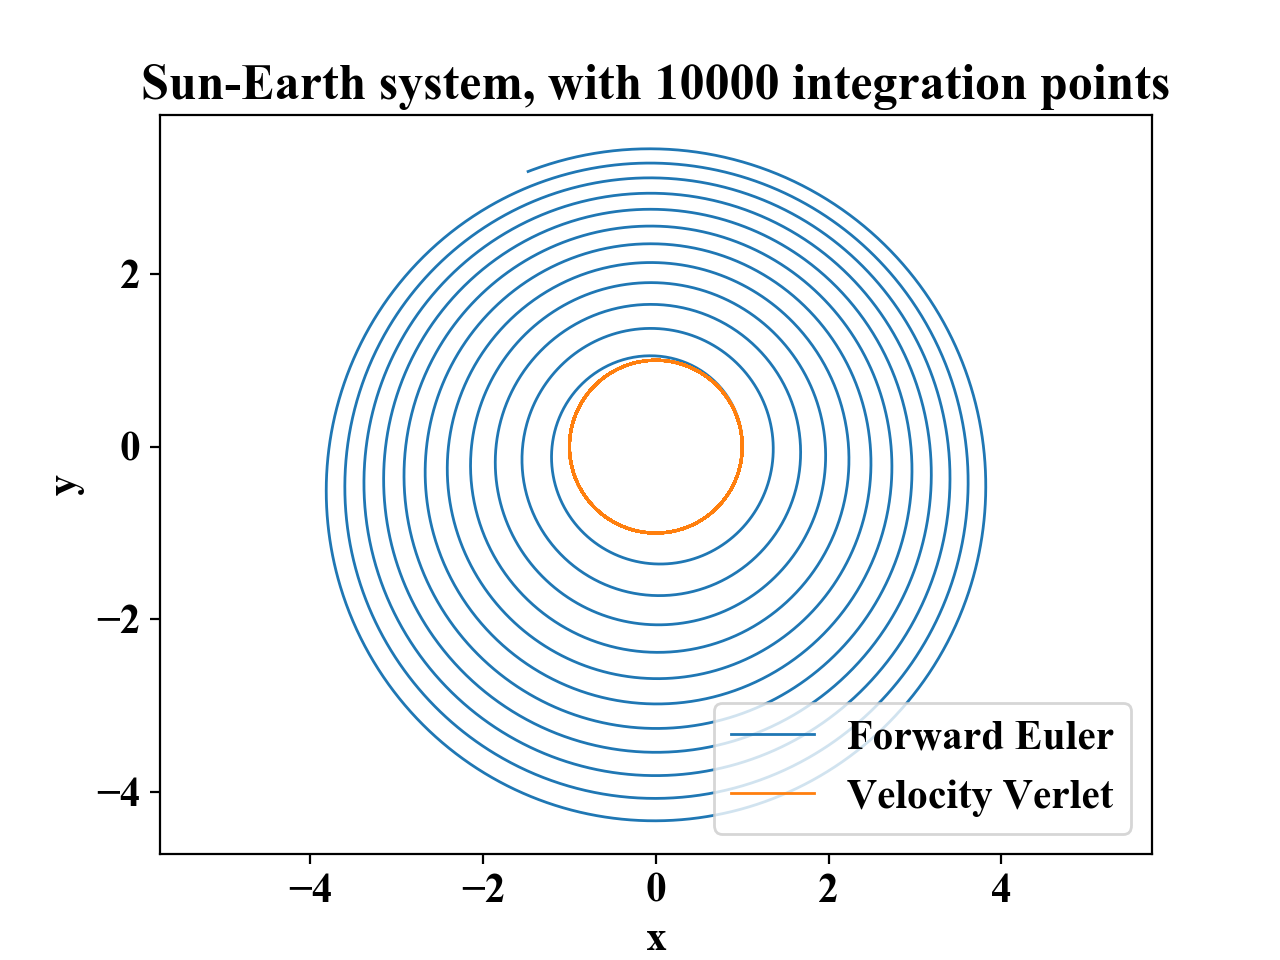 Sun-Earth system, with 10000 integration points
2
0
−2
−4
y
−4 −2 0 2 4
x
Forward Euler
Velocity Verlet